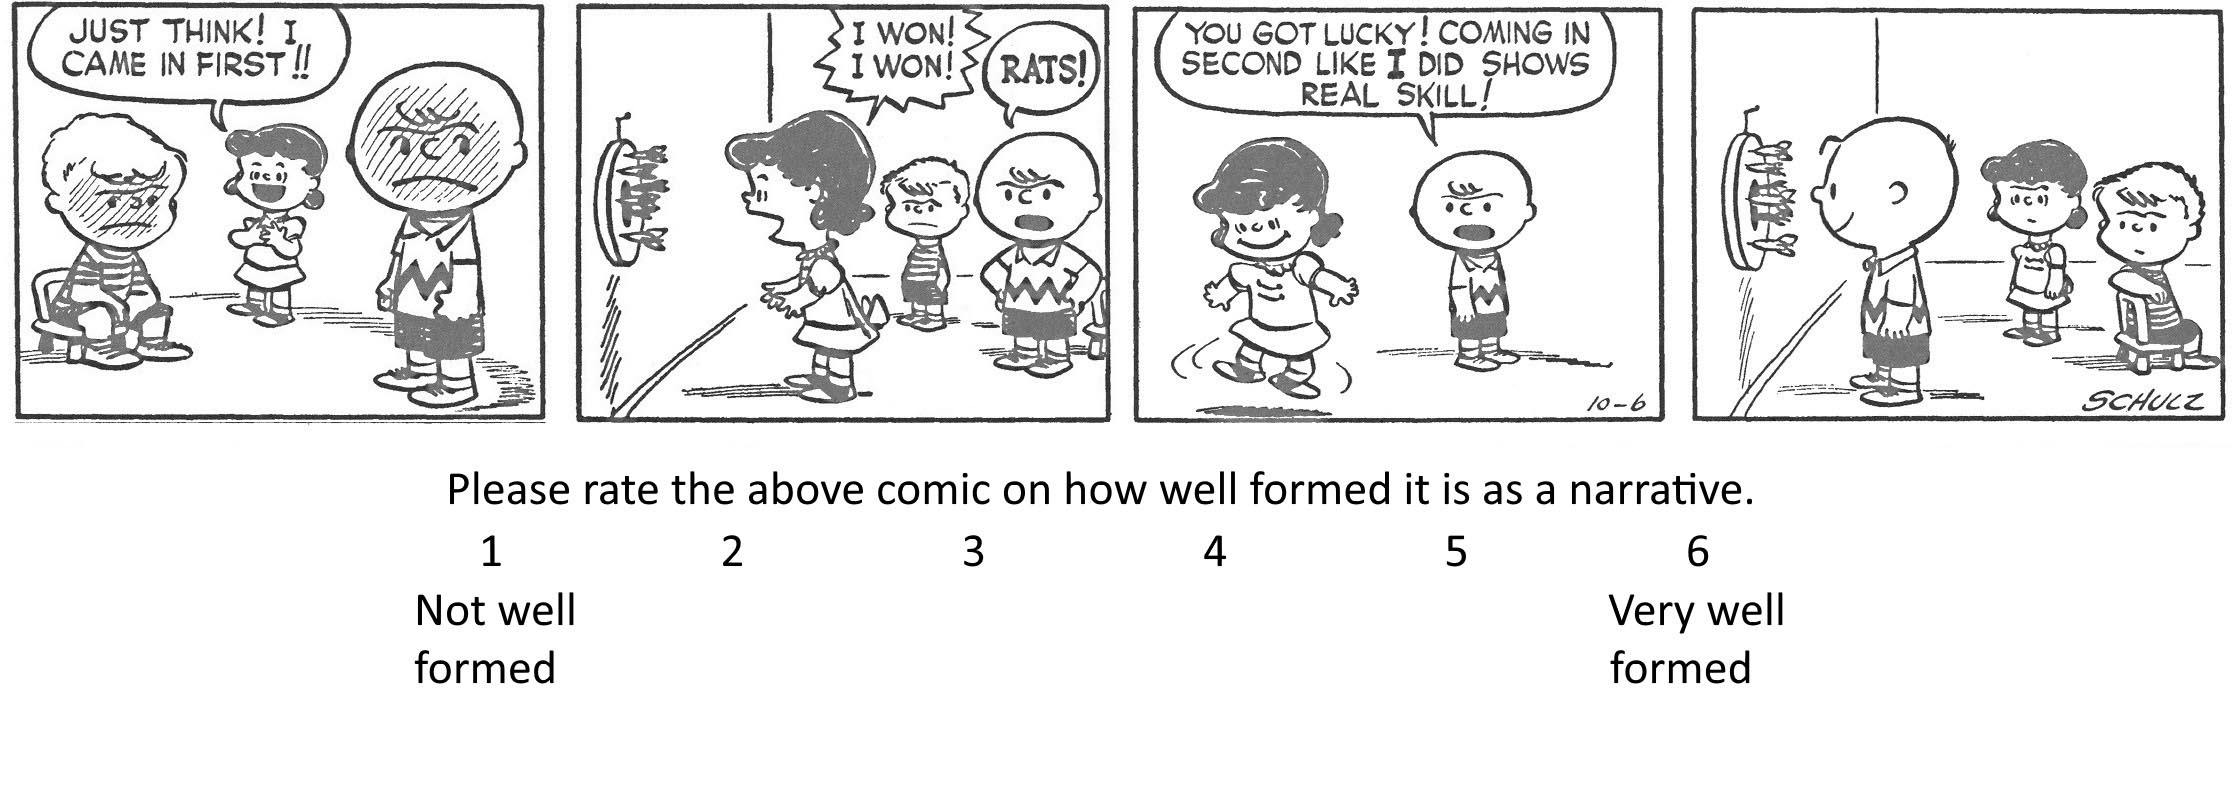 JUST THINK! I
CAME IN FIRST!!
I WON!
I WON!
RATS!
YOU GOT LUCKY! COMING IN
SECOND LIKE I DID SHOWS
REAL SKILL!
10-6
SCHULZ
Please rate the above comic on how well formed it is as a narrative.
1 2 3 4 5 6
Not well
formed
Very well
formed